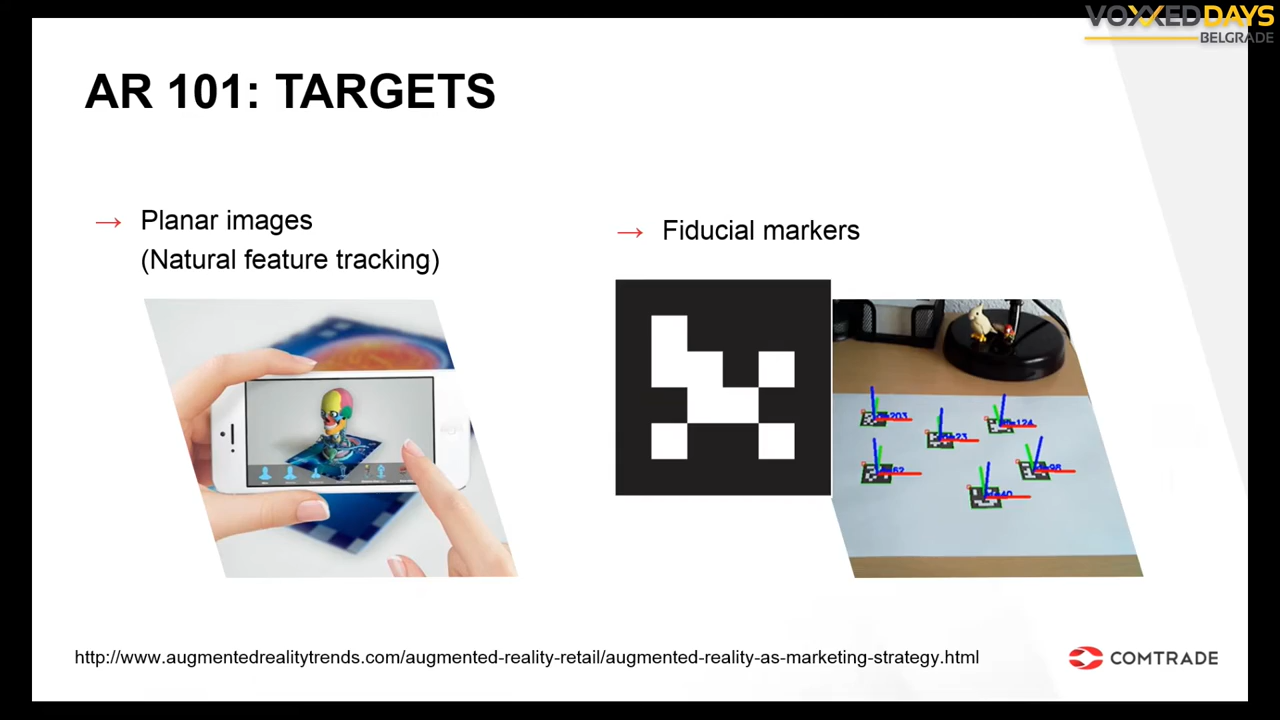 VOXXEDDAYS
BELGRADE
AR 101: TARGETS
→ Planar images
(Natural feature tracking)
→ Fiducial markers
http://www.augmentedrealitytrends.com/augmented-reality-retail/augmented-reality-as-marketing-strategy.html
COMTRADE